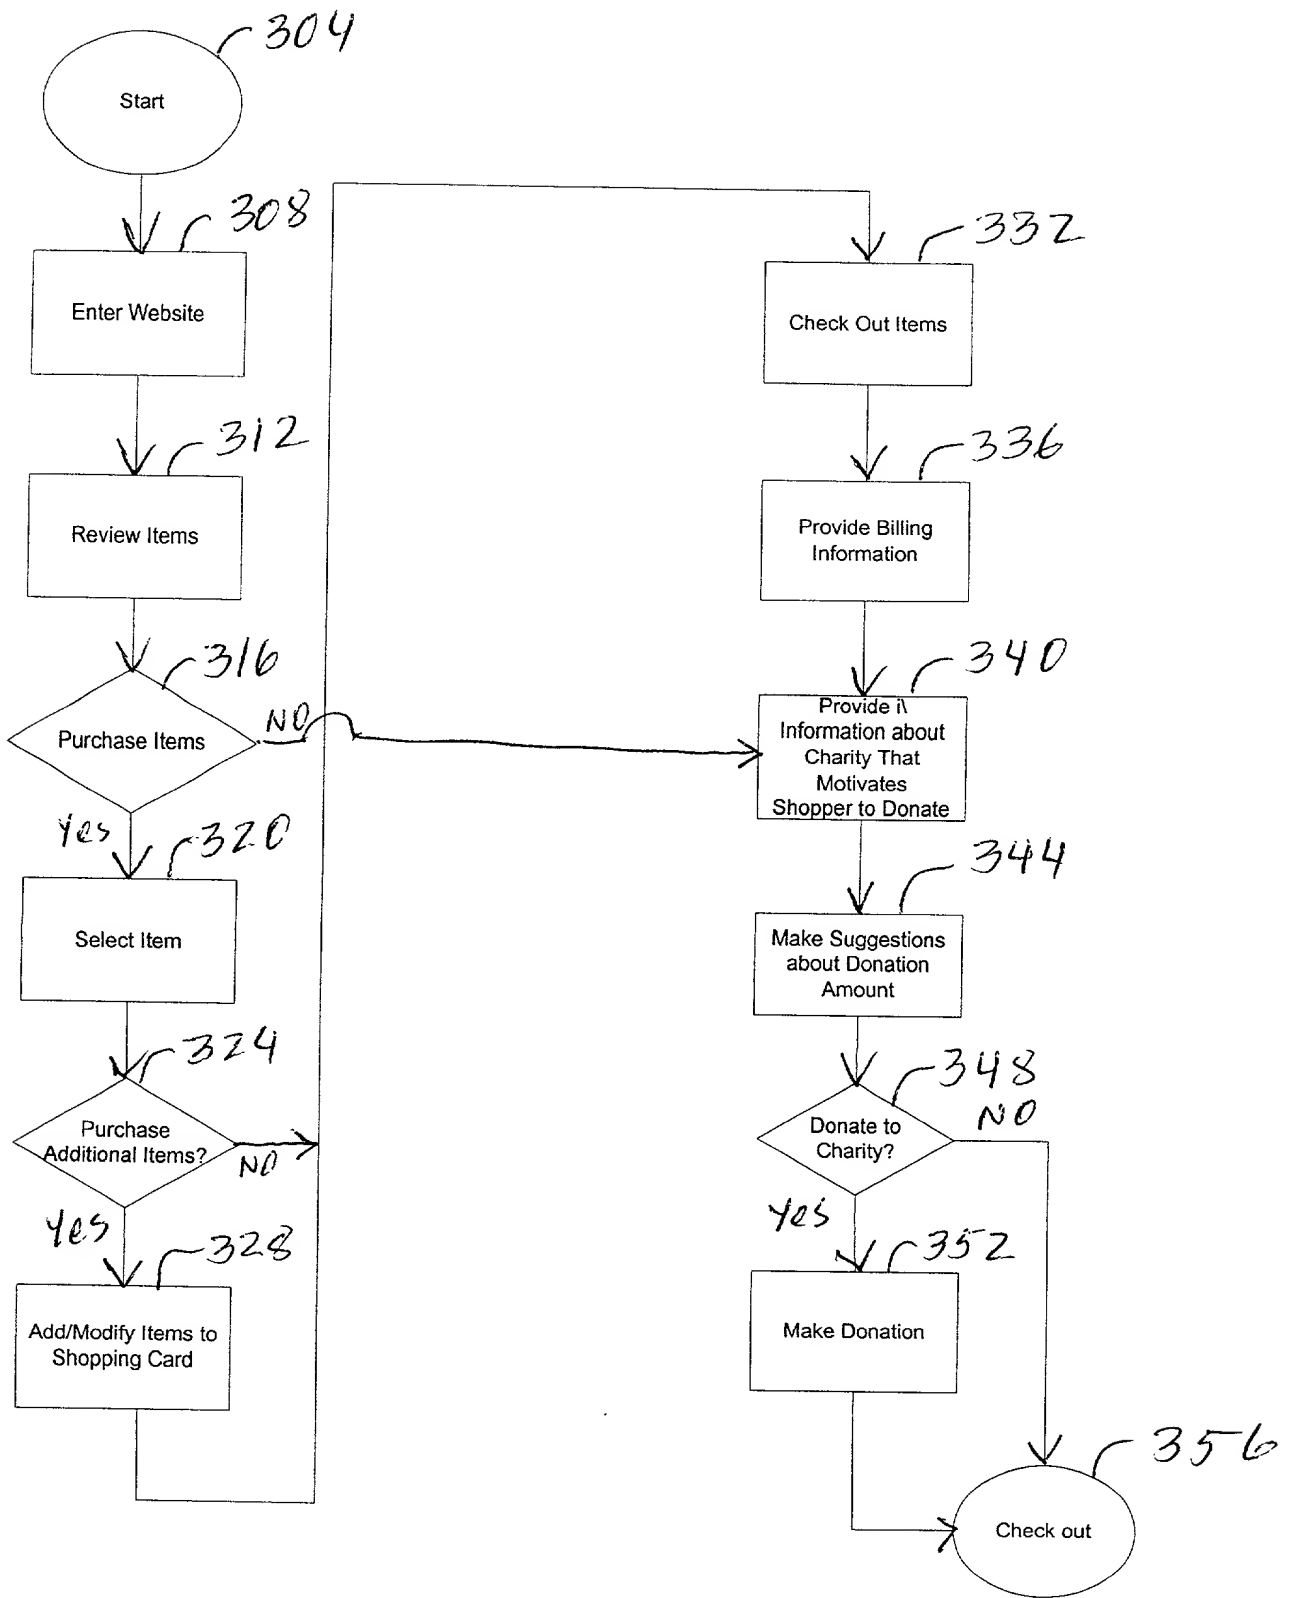 304
Start
308
Enter Website
312
Review Items
316
Purchase Items
NO
Yes
320
Select Item
324
Purchase
Additional Items?
NO
Yes
328
Add/Modify Items to
Shopping Card
332
Check Out Items
336
Provide Billing
Information
340
Provide i\
Information about
Charity That
Motivates
Shopper to Donate
344
Make Suggestions
about Donation
Amount
348
Donate to
Charity?
NO
Yes
352
Make Donation
356
Check out